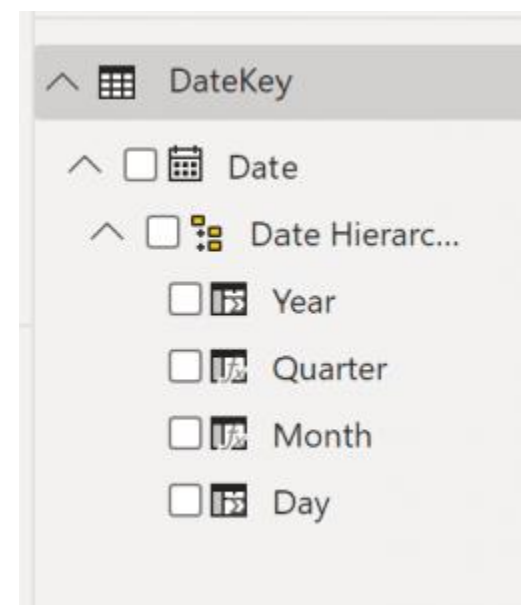 DateKey
Date
Date Hierarc...
Year
Quarter
Month
Day